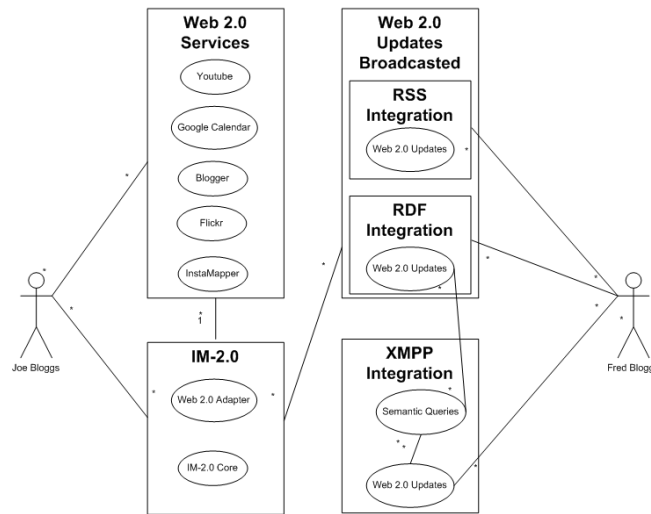 Web 2.0
Services
Youtube
Google Calendar
Blogger
Flickr
InstaMapper
Web 2.0
Updates
Broadcasted
RSS
Integration
Web 2.0 Updates
*
RDF
Integration
Web 2.0 Updates
*
*
*
*
*
*
*
*
*
*
*
1
Joe Bloggs
Fred Blogg
IM-2.0
Web 2.0 Adapter
*
*
IM-2.0 Core
XMPP
Integration
*
Semantic Queries
*
*
Web 2.0 Updates
*